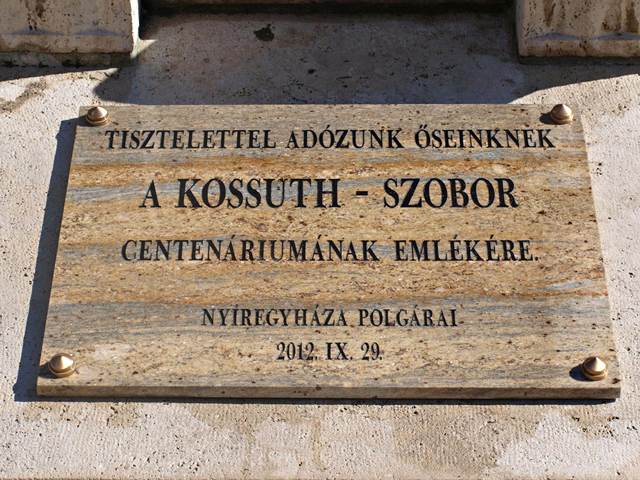 TISZTELETTEL ADÓZUNK ŐSEINKNEK
A KOSSUTH - SZOBOR
CENTENÁRIUMÁNAK EMLÉKÉRE.
NYÍREGYHÁZA POLGÁRAI
2012. IX. 29.